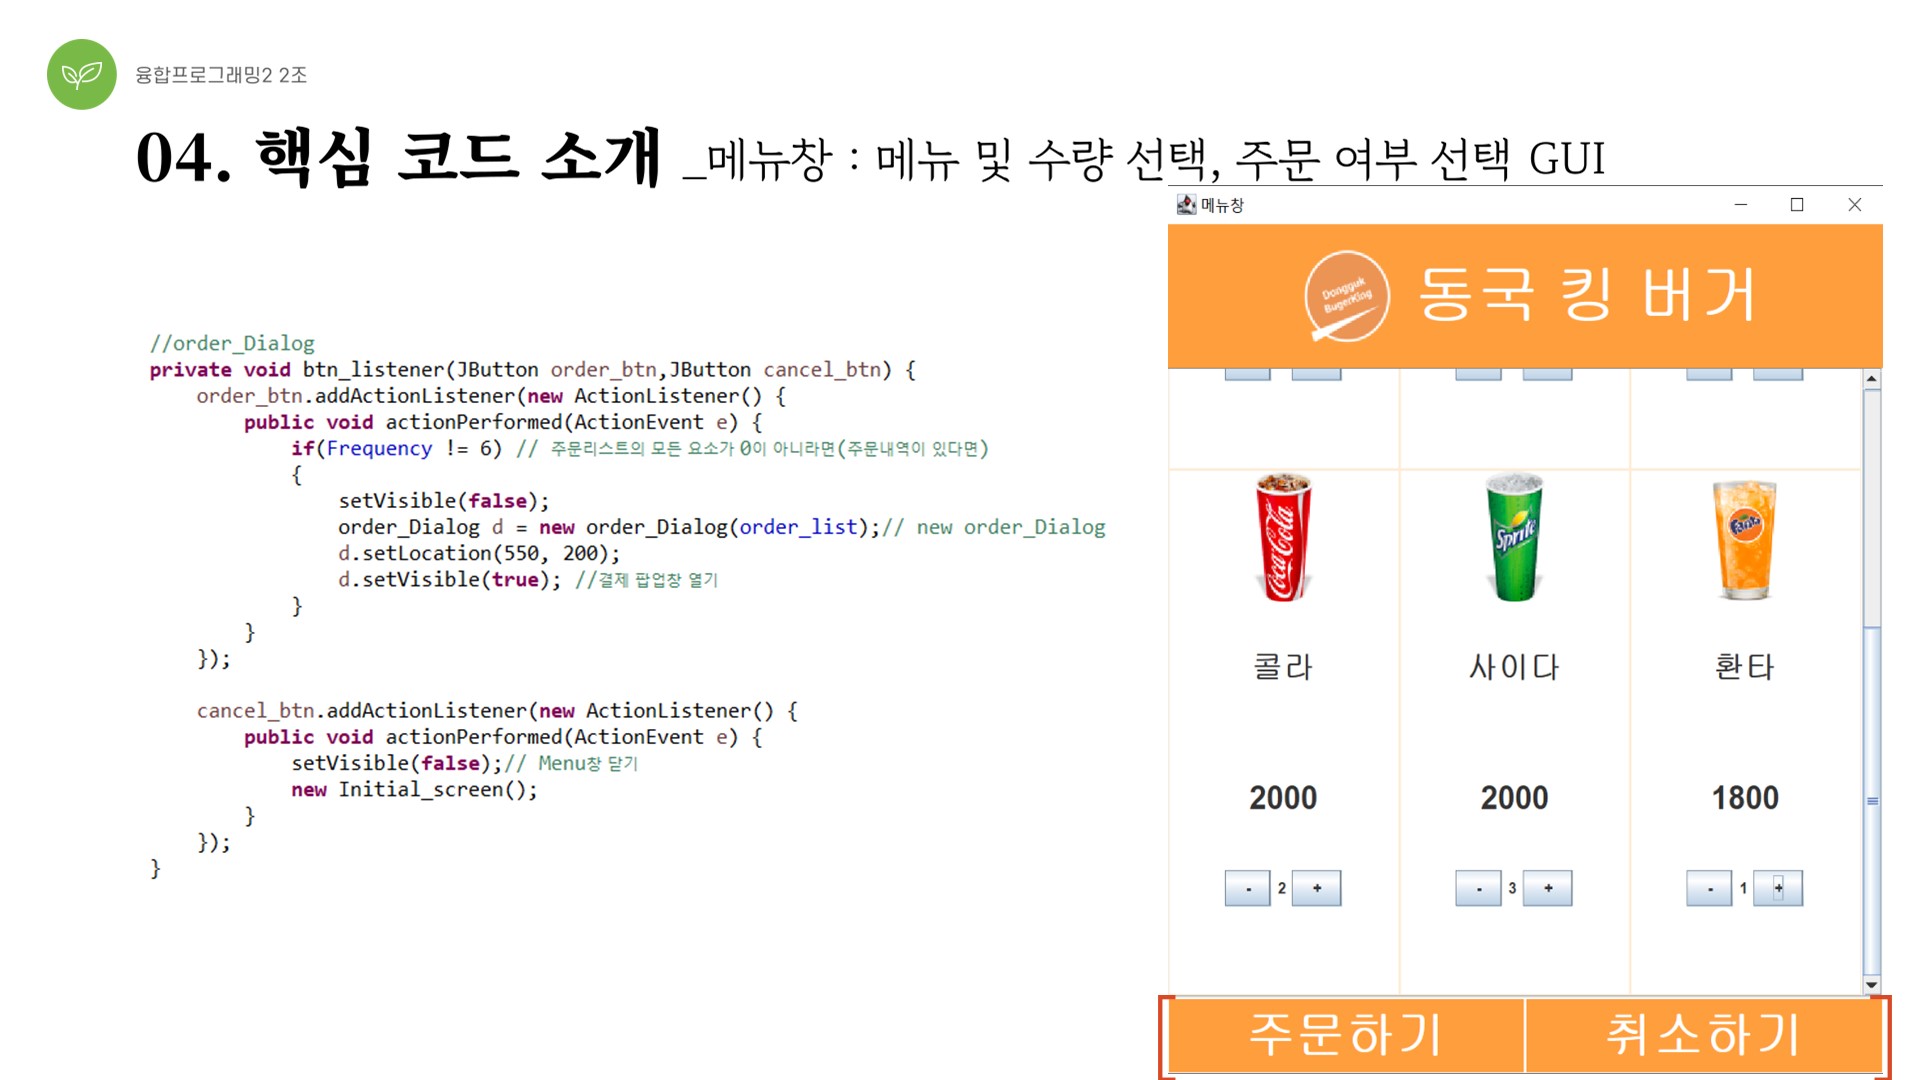 융합프로그래밍2 2조
04. 핵심 코드 소개 _메뉴창 : 메뉴 및 수량 선택, 주문 여부 선택 GUI
//order_Dialog
private void btn_listener(JButton order_btn,JButton cancel_btn) {
order_btn.addActionListener(new ActionListener() {
public void actionPerformed(ActionEvent e) {
if(Frequency != 6) // 주문리스트의 모든 요소가 0이 아니라면(주문내역이 있다면)
{
setVisible(false);
order_Dialog d = new order_Dialog(order_list);// new order_Dialog
d.setLocation(550, 200);
d.setVisible(true); //결제 팝업창 열기
}
}
});
cancel_btn.addActionListener(new ActionListener() {
public void actionPerformed(ActionEvent e) {
setVisible(false);// Menu창 닫기
new Initial_screen();
}
});
}
메뉴창
Dongguk
BugerKing
동국 킹 버거
Coca-Cola
Sprite
Fanta
콜라 사이다 환타
2000 2000 1800
- 2 + - 3 + - 1 +
주문하기 취소하기